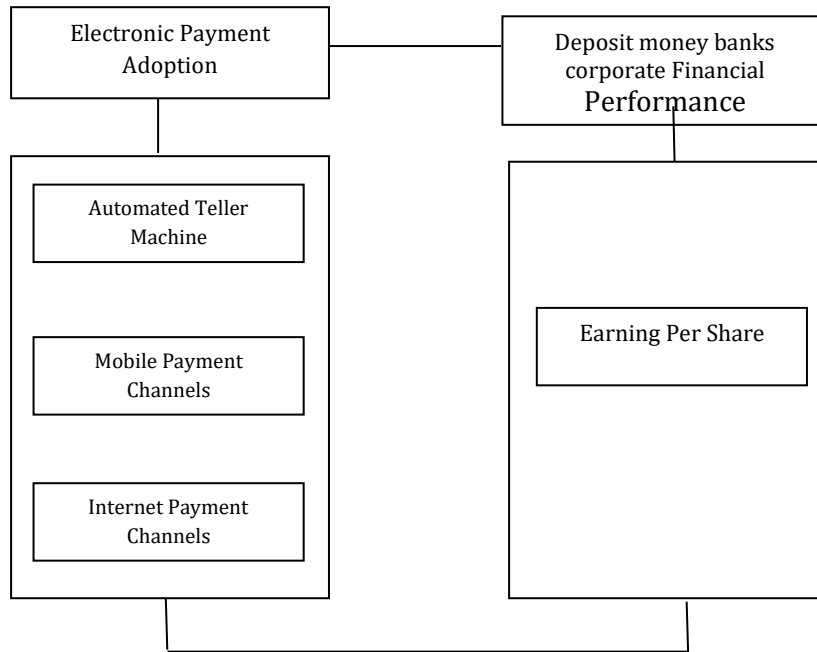 Electronic Payment
Adoption
Deposit money banks
corporate Financial
Performance
Automated Teller
Machine
Mobile Payment
Channels
Internet Payment
Channels
Earning Per Share